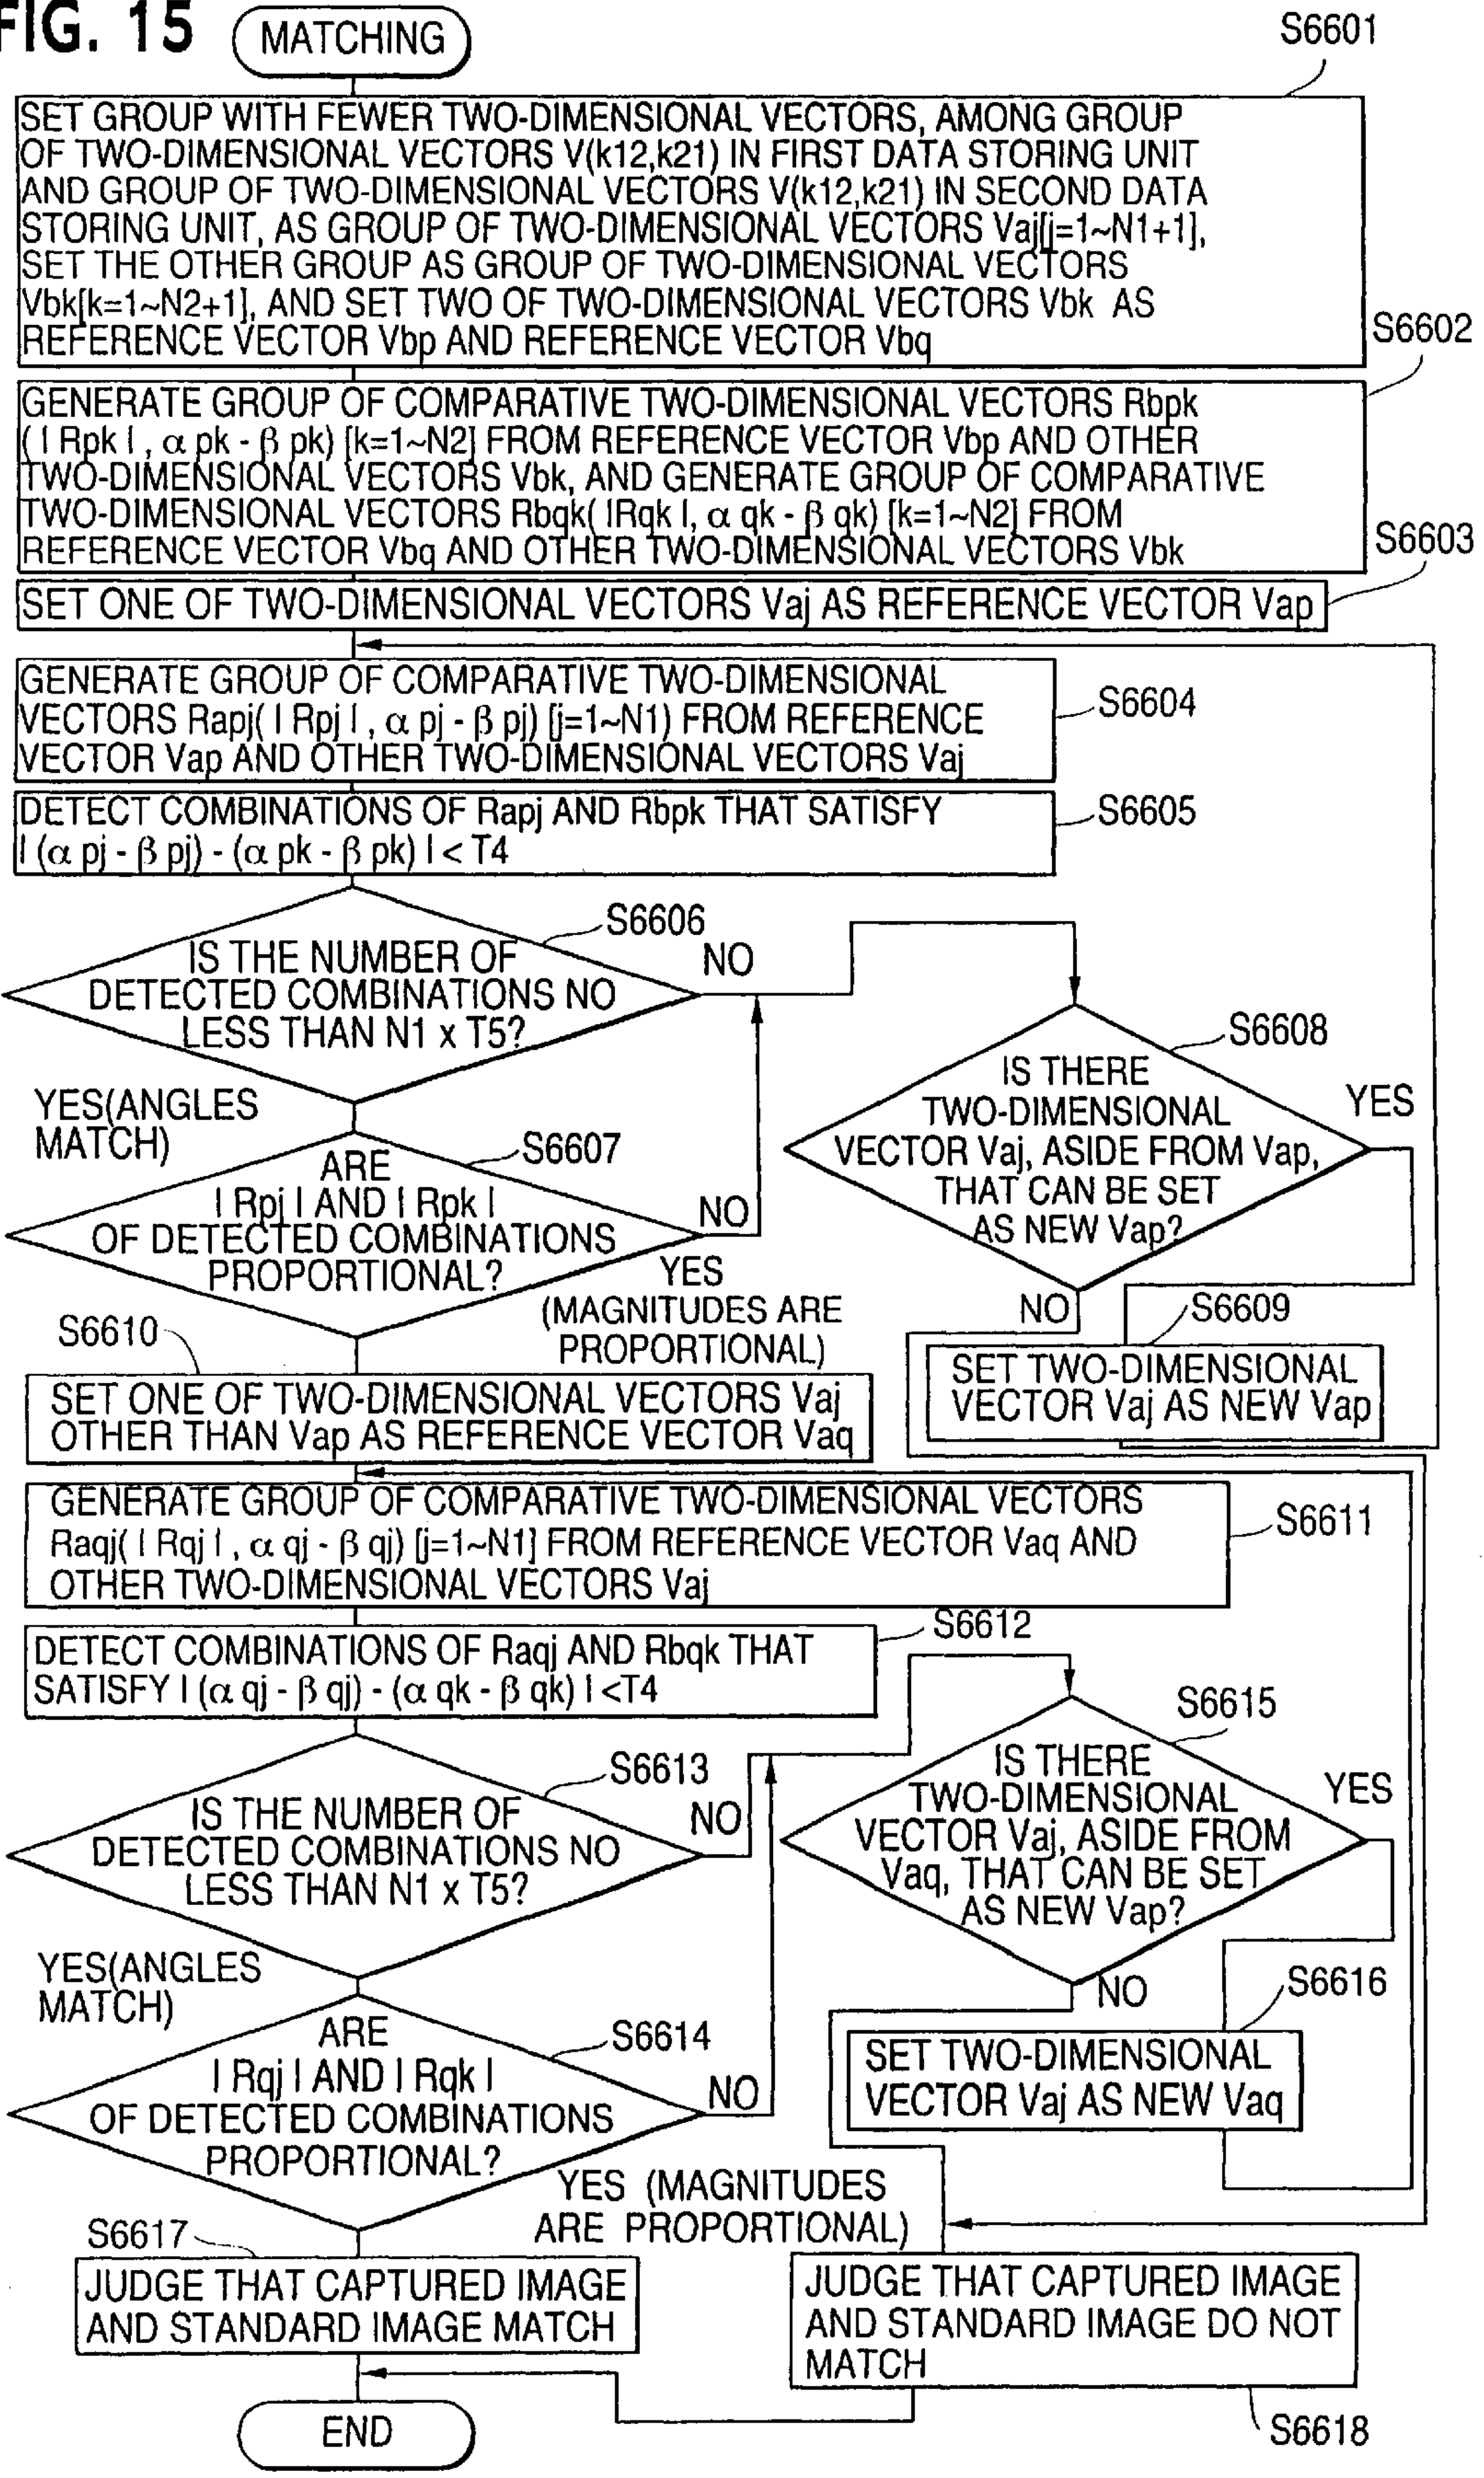 FIG. 15
MATCHING
S6601
SET GROUP WITH FEWER TWO-DIMENSIONAL VECTORS, AMONG GROUP
OF TWO-DIMENSIONAL VECTORS V(k12,k21) IN FIRST DATA STORING UNIT
AND GROUP OF TWO-DIMENSIONAL VECTORS V(k12,k21) IN SECOND DATA
STORING UNIT, AS GROUP OF TWO-DIMENSIONAL VECTORS Vaj[j=1~N1+1],
SET THE OTHER GROUP AS GROUP OF TWO-DIMENSIONAL VECTORS
Vbk[k=1~N2+1], AND SET TWO OF TWO-DIMENSIONAL VECTORS Vbk AS
REFERENCE VECTOR Vbp AND REFERENCE VECTOR Vbq
S6602
GENERATE GROUP OF COMPARATIVE TWO-DIMENSIONAL VECTORS Rbpk
( | Rpk | , α pk - β pk) [k=1~N2] FROM REFERENCE VECTOR Vbp AND OTHER
TWO-DIMENSIONAL VECTORS Vbk, AND GENERATE GROUP OF COMPARATIVE
TWO-DIMENSIONAL VECTORS Rbqk( |Rqk |, α qk - β qk) [k=1~N2] FROM
REFERENCE VECTOR Vbq AND OTHER TWO-DIMENSIONAL VECTORS Vbk
S6603
SET ONE OF TWO-DIMENSIONAL VECTORS Vaj AS REFERENCE VECTOR Vap
GENERATE GROUP OF COMPARATIVE TWO-DIMENSIONAL
VECTORS Rapj( | Rpj | , α pj - β pj) [j=1~N1) FROM REFERENCE
VECTOR Vap AND OTHER TWO-DIMENSIONAL VECTORS Vaj
S6604
DETECT COMBINATIONS OF Rapj AND Rbpk THAT SATISFY
| (α pj - β pj) - (α pk - β pk) | < T4
S6605
S6606
IS THE NUMBER OF
DETECTED COMBINATIONS NO
LESS THAN N1 x T5?
NO
YES(ANGLES
MATCH)
S6607
ARE
| Rpj | AND | Rpk |
OF DETECTED COMBINATIONS
PROPORTIONAL?
NO
YES
(MAGNITUDES ARE
PROPORTIONAL)
S6608
IS THERE
TWO-DIMENSIONAL
VECTOR Vaj, ASIDE FROM Vap,
THAT CAN BE SET
AS NEW Vap?
YES
NO
S6609
SET TWO-DIMENSIONAL
VECTOR Vaj AS NEW Vap
S6610
SET ONE OF TWO-DIMENSIONAL VECTORS Vaj
OTHER THAN Vap AS REFERENCE VECTOR Vaq
GENERATE GROUP OF COMPARATIVE TWO-DIMENSIONAL VECTORS
Raqj( | Rqj | , α qj - β qj) [j=1~N1] FROM REFERENCE VECTOR Vaq AND
OTHER TWO-DIMENSIONAL VECTORS Vaj
S6611
DETECT COMBINATIONS OF Raqj AND Rbqk THAT
SATISFY | (α qj - β qj) - (α qk - β qk) | <T4
S6612
S6613
IS THE NUMBER OF
DETECTED COMBINATIONS NO
LESS THAN N1 x T5?
NO
YES(ANGLES
MATCH)
S6614
ARE
| Rqj | AND | Rqk |
OF DETECTED COMBINATIONS
PROPORTIONAL?
NO
YES (MAGNITUDES
ARE PROPORTIONAL)
S6615
IS THERE
TWO-DIMENSIONAL
VECTOR Vaj, ASIDE FROM
Vaq, THAT CAN BE SET
AS NEW Vap?
YES
NO
S6616
SET TWO-DIMENSIONAL
VECTOR Vaj AS NEW Vaq
S6617
JUDGE THAT CAPTURED IMAGE
AND STANDARD IMAGE MATCH
JUDGE THAT CAPTURED IMAGE
AND STANDARD IMAGE DO NOT
MATCH
S6618
END